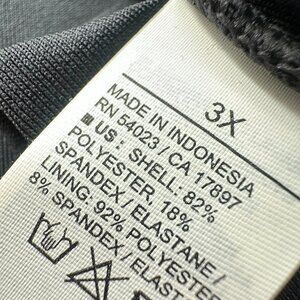 3X
MADE IN INDONESIA
RN 54023 / CA 17897
US : SHELL: 82%
POLYESTER, 18%
SPANDEX / ELASTANE /
LINING: 92% POLYESTER
8% SPANDEX / ELASTAN